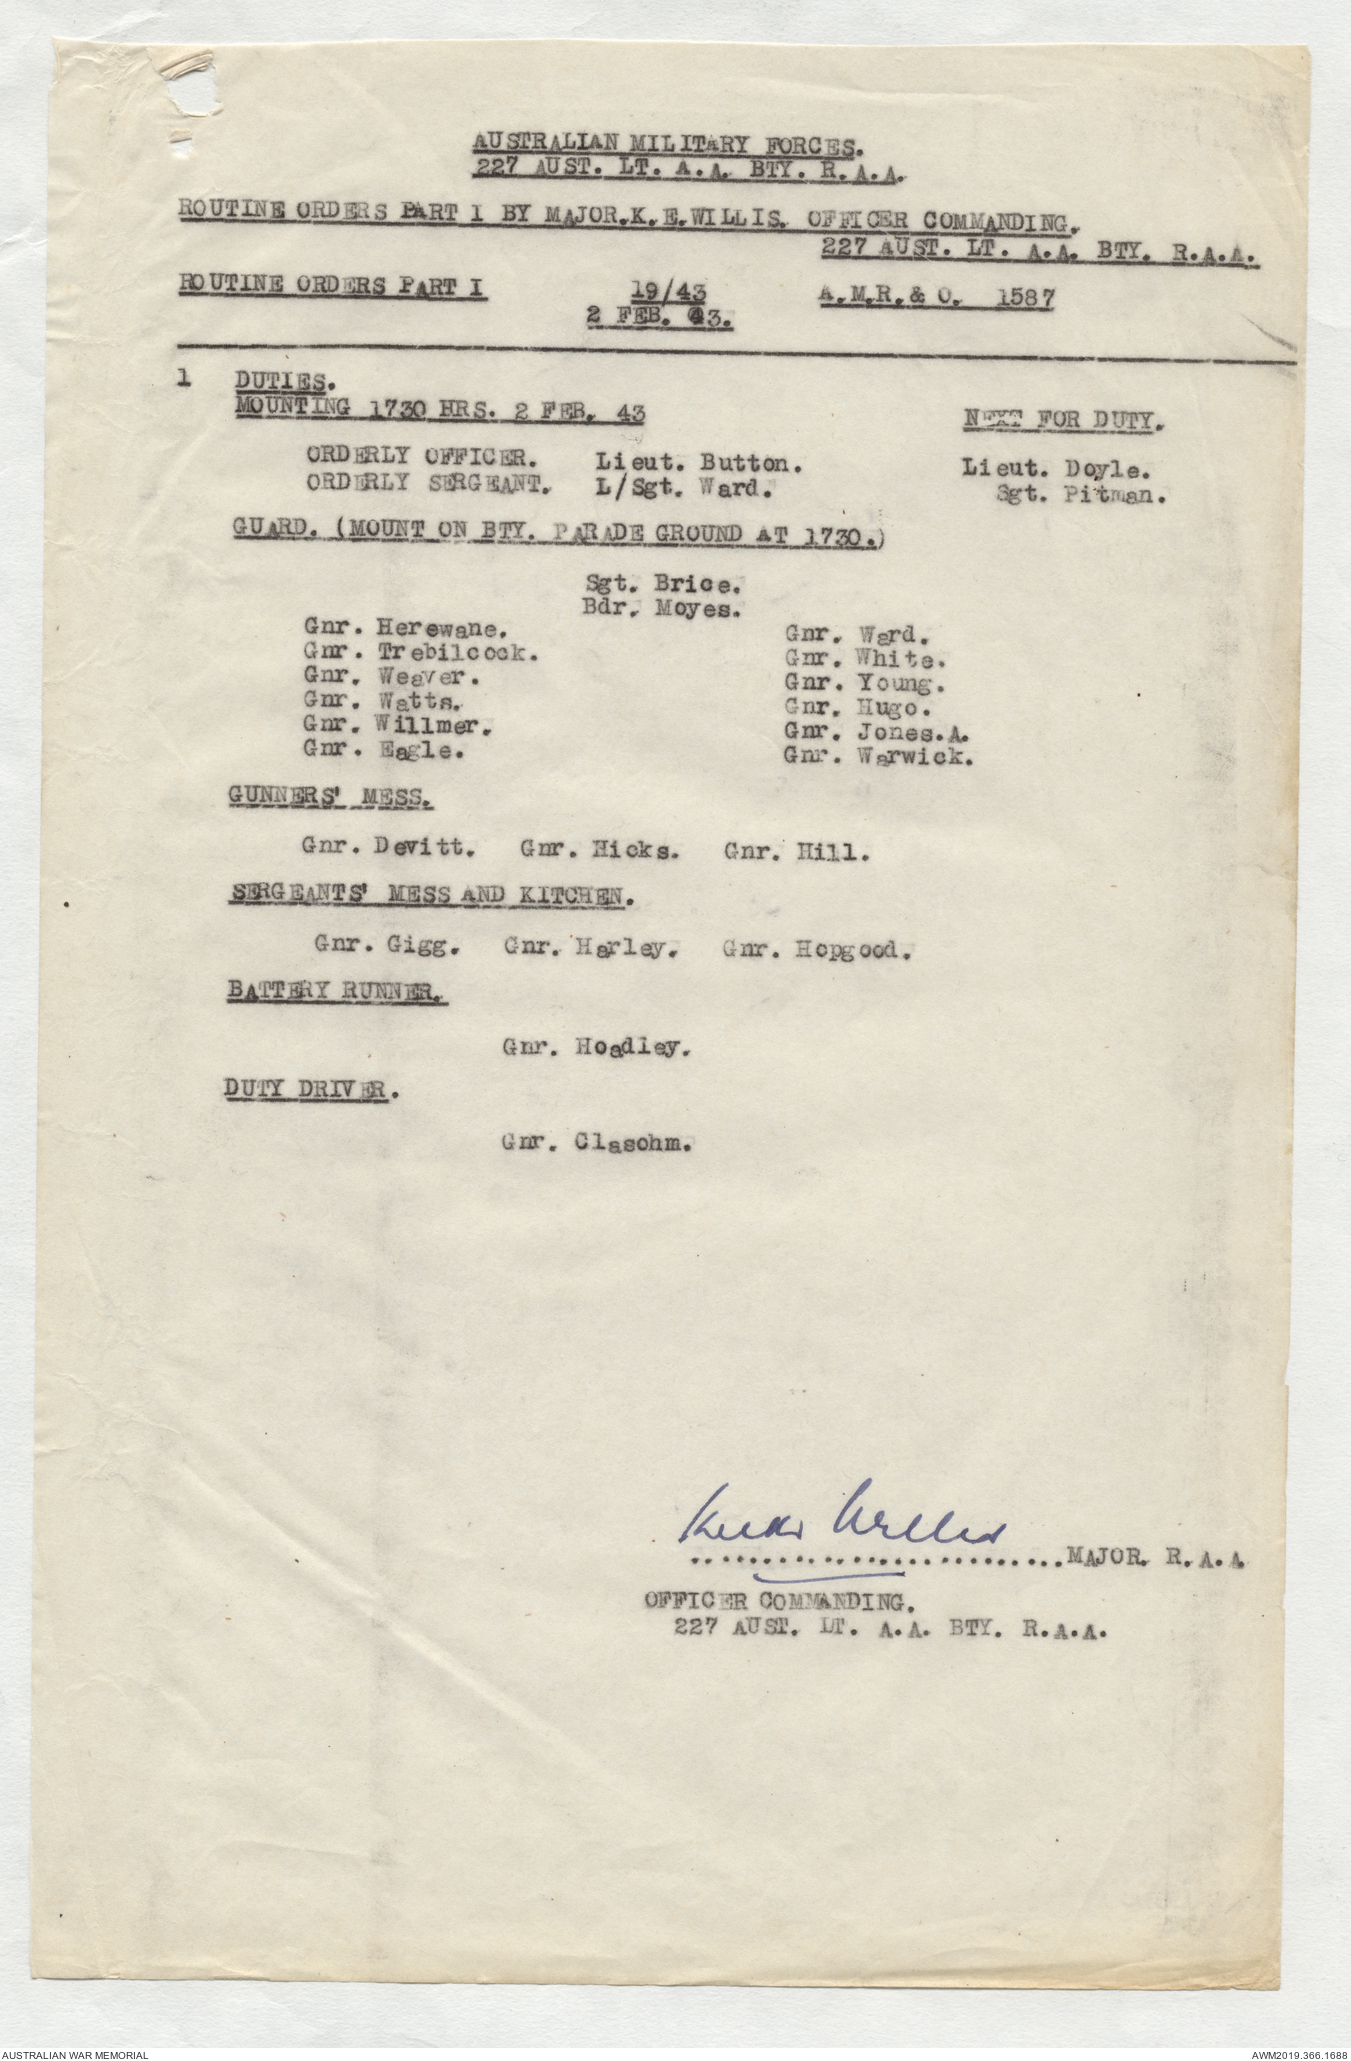 AUSTRALIAN MILITARY FORCES.
227 AUST. LT. A.A. BTY. R.A.A.
ROUTINE ORDERS PART I BY MAJOR.K.E.WILLIS. OFFICER COMMANDING.
227 AUST. LT. A.A. BTY. R.A.A.
ROUTINE ORDERS PART I 19/43 A.M.R.& O. 1587
2 FEB. 43.
1 DUTIES.
MOUNTING 1730 HRS. 2 FEB. 43 NEXT FOR DUTY.
ORDERLY OFFICER. Lieut. Button. Lieut. Doyle.
ORDERLY SERGEANT. L/Sgt. Ward. Sgt. Pitman.
GUARD. (MOUNT ON BTY. PARADE GROUND AT 1730.)
Sgt. Brice.
Bdr. Moyes.
Gnr. Herewane. Gnr. Ward.
Gnr. Trebilcock. Gnr. White.
Gnr. Weaver. Gnr. Young.
Gnr. Watts. Gnr. Hugo.
Gnr. Willmer. Gnr. Jones.A.
Gnr. Eagle. Gnr. Warwick.
GUNNERS' MESS.
Gnr. Devitt. Gnr. Hicks. Gnr. Hill.
SERGEANTS' MESS AND KITCHEN.
Gnr. Gigg. Gnr. Harley. Gnr. Hopgood.
BATTERY RUNNER.
Gnr. Hoadley.
DUTY DRIVER.
Gnr. Clasohm.
Willis
..........................MAJOR. R.A.A
OFFICER COMMANDING.
227 AUST. LT. A.A. BTY. R.A.A.
AUSTRALIAN WAR MEMORIAL
AWM2019.366.1688